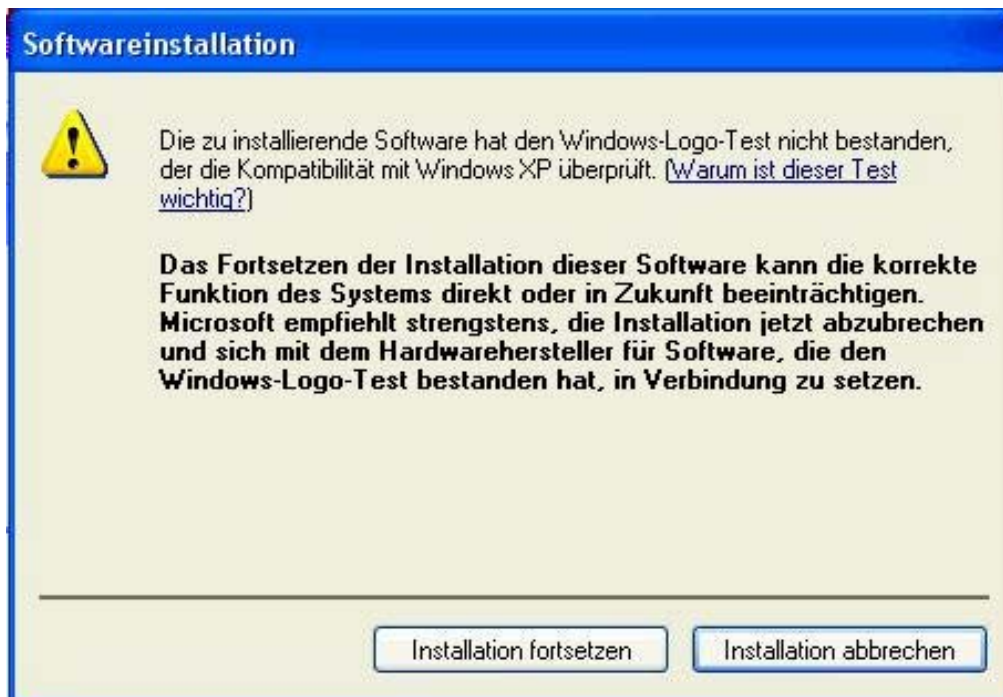 Softwareinstallation
Die zu installierende Software hat den Windows-Logo-Test nicht bestanden,
der die Kompatibilität mit Windows XP überprüft. (Warum ist dieser Test
wichtig?)
Das Fortsetzen der Installation dieser Software kann die korrekte
Funktion des Systems direkt oder in Zukunft beeinträchtigen.
Microsoft empfiehlt strengstens, die Installation jetzt abzubrechen
und sich mit dem Hardwarehersteller für Software, die den
Windows-Logo-Test bestanden hat, in Verbindung zu setzen.
Installation fortsetzen Installation abbrechen